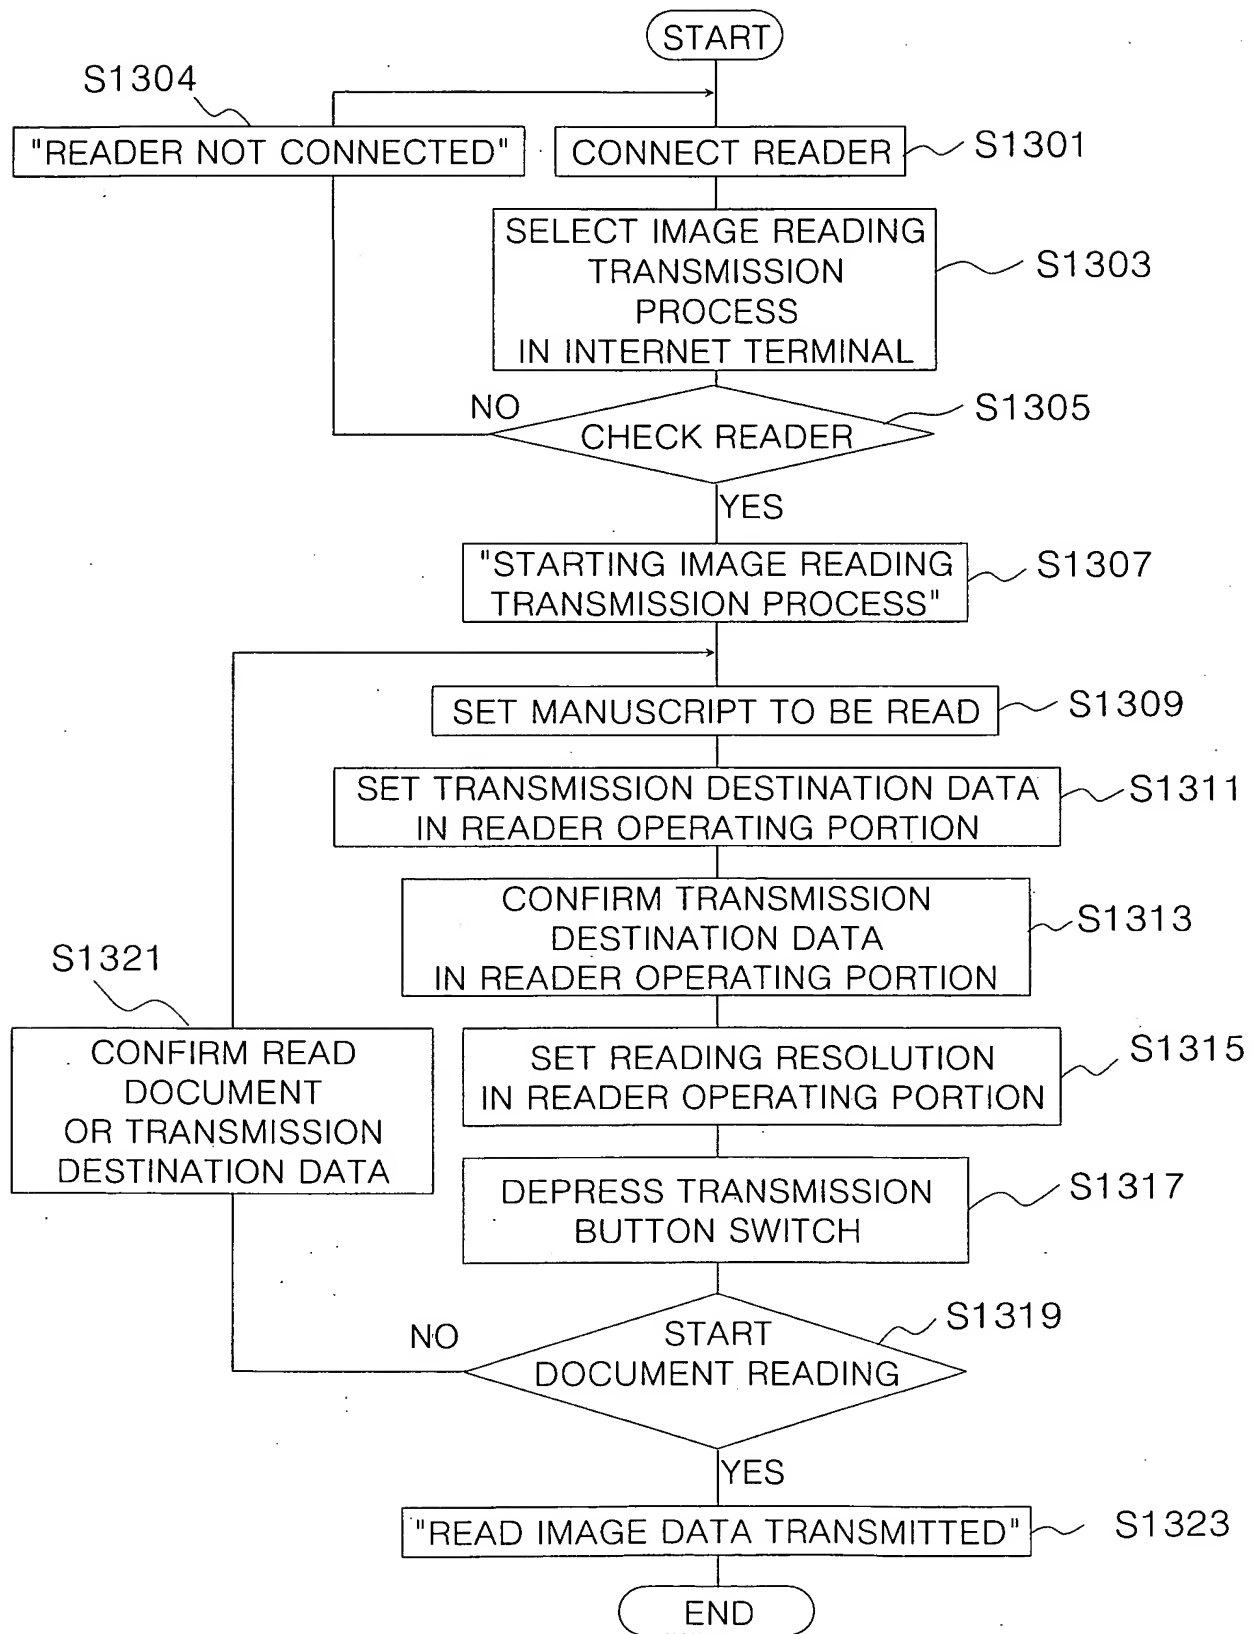 START
S1304
"READER NOT CONNECTED"
CONNECT READER
S1301
SELECT IMAGE READING
TRANSMISSION
PROCESS
IN INTERNET TERMINAL
S1303
NO
CHECK READER
S1305
YES
"STARTING IMAGE READING
TRANSMISSION PROCESS"
S1307
SET MANUSCRIPT TO BE READ
S1309
SET TRANSMISSION DESTINATION DATA
IN READER OPERATING PORTION
S1311
CONFIRM TRANSMISSION
DESTINATION DATA
IN READER OPERATING PORTION
S1313
S1321
CONFIRM READ
DOCUMENT
OR TRANSMISSION
DESTINATION DATA
SET READING RESOLUTION
IN READER OPERATING PORTION
S1315
DEPRESS TRANSMISSION
BUTTON SWITCH
S1317
NO
START
DOCUMENT READING
S1319
YES
"READ IMAGE DATA TRANSMITTED"
S1323
END